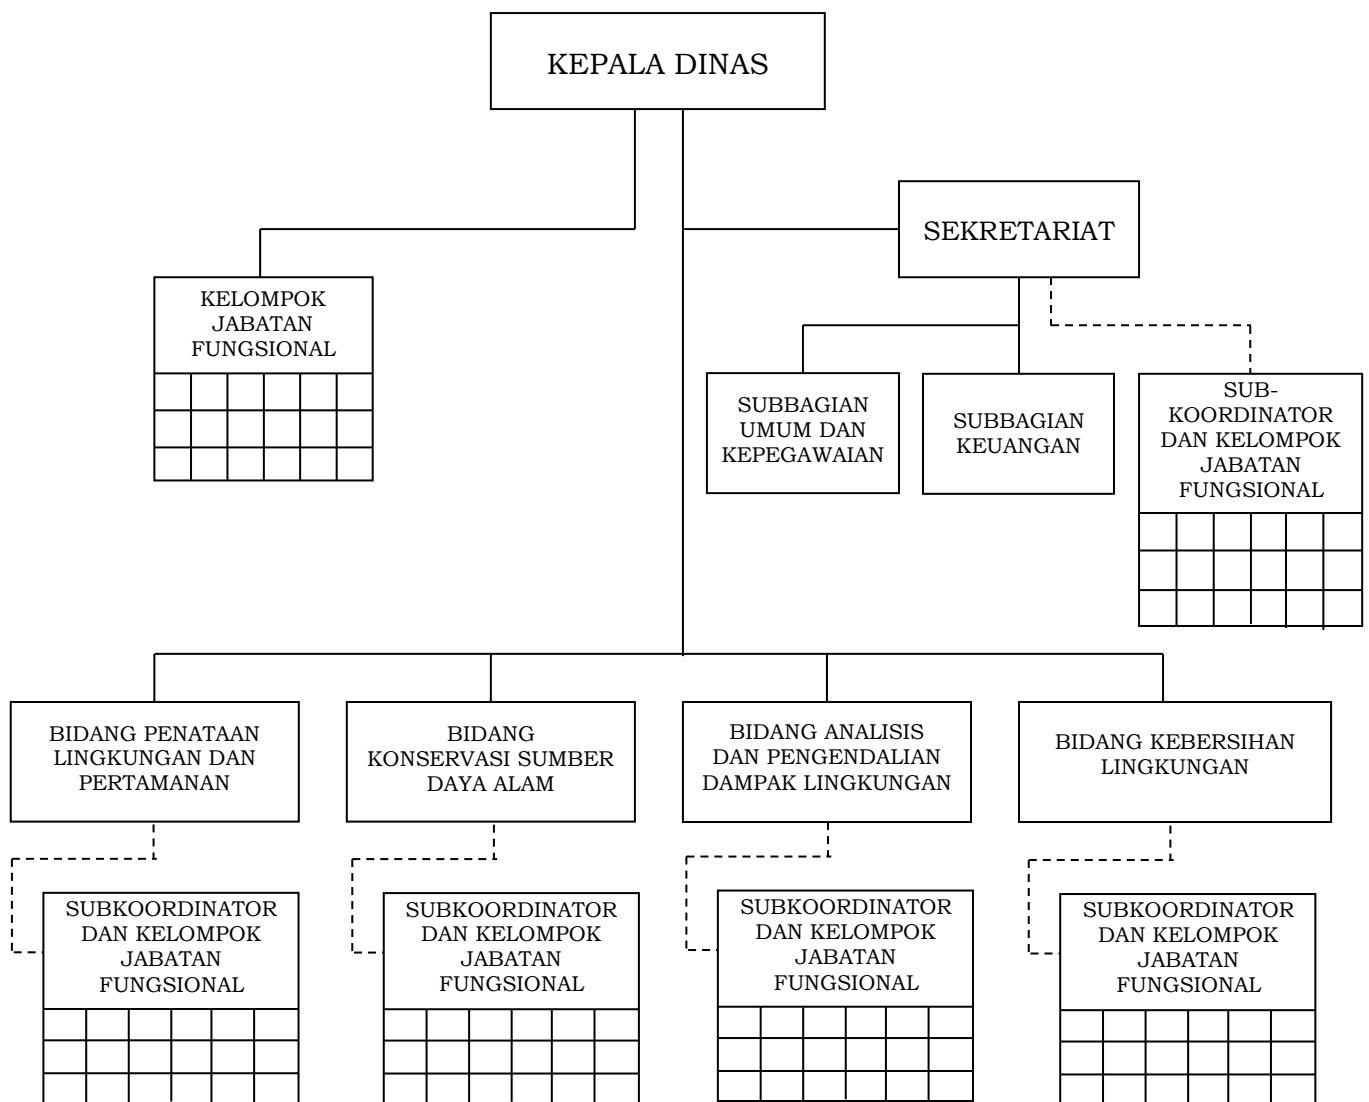 KEPALA DINAS
SEKRETARIAT
KELOMPOK
JABATAN
FUNGSIONAL
SUBBAGIAN
UMUM DAN
KEPEGAWAIAN
SUBBAGIAN
KEUANGAN
SUB-
KOORDINATOR
DAN KELOMPOK
JABATAN
FUNGSIONAL
BIDANG PENATAAN
LINGKUNGAN DAN
PERTAMANAN
BIDANG
KONSERVASI SUMBER
DAYA ALAM
BIDANG ANALISIS
DAN PENGENDALIAN
DAMPAK LINGKUNGAN
BIDANG KEBERSIHAN
LINGKUNGAN
SUBKOORDINATOR
DAN KELOMPOK
JABATAN
FUNGSIONAL
SUBKOORDINATOR
DAN KELOMPOK
JABATAN
FUNGSIONAL
SUBKOORDINATOR
DAN KELOMPOK
JABATAN
FUNGSIONAL
SUBKOORDINATOR
DAN KELOMPOK
JABATAN
FUNGSIONAL